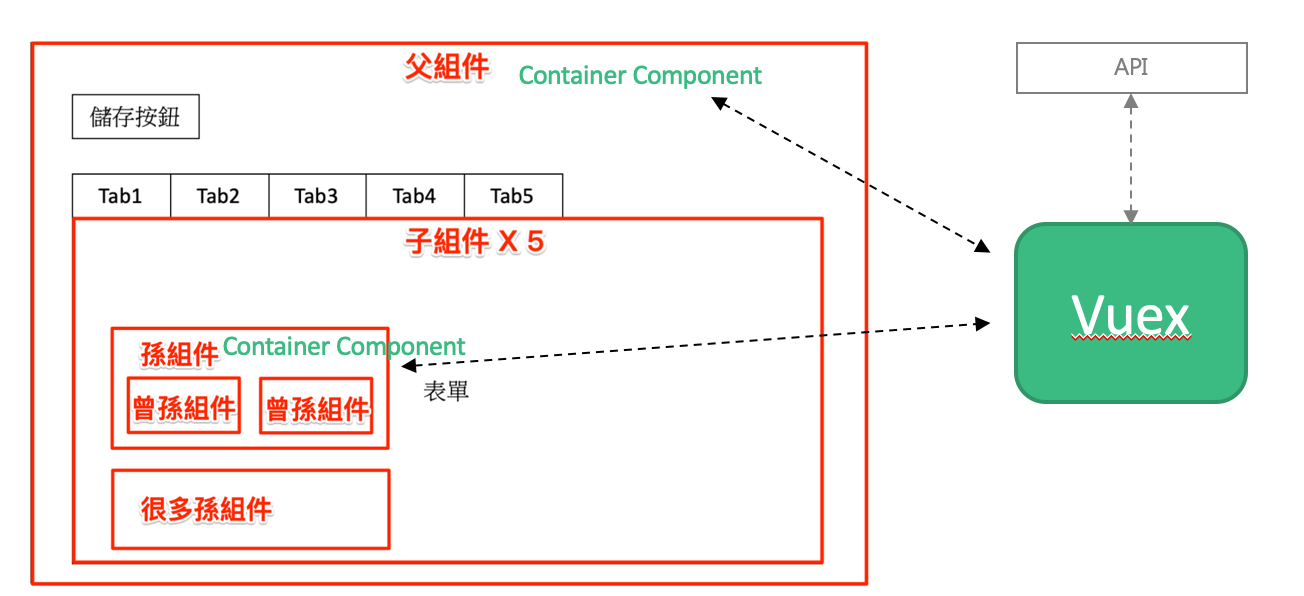 父組件 Container Component
API
儲存按鈕
Tab1 Tab2 Tab3 Tab4 Tab5
子組件 X 5
Vuex
孫組件 Container Component
表單
曾孫組件 曾孫組件
很多孫組件